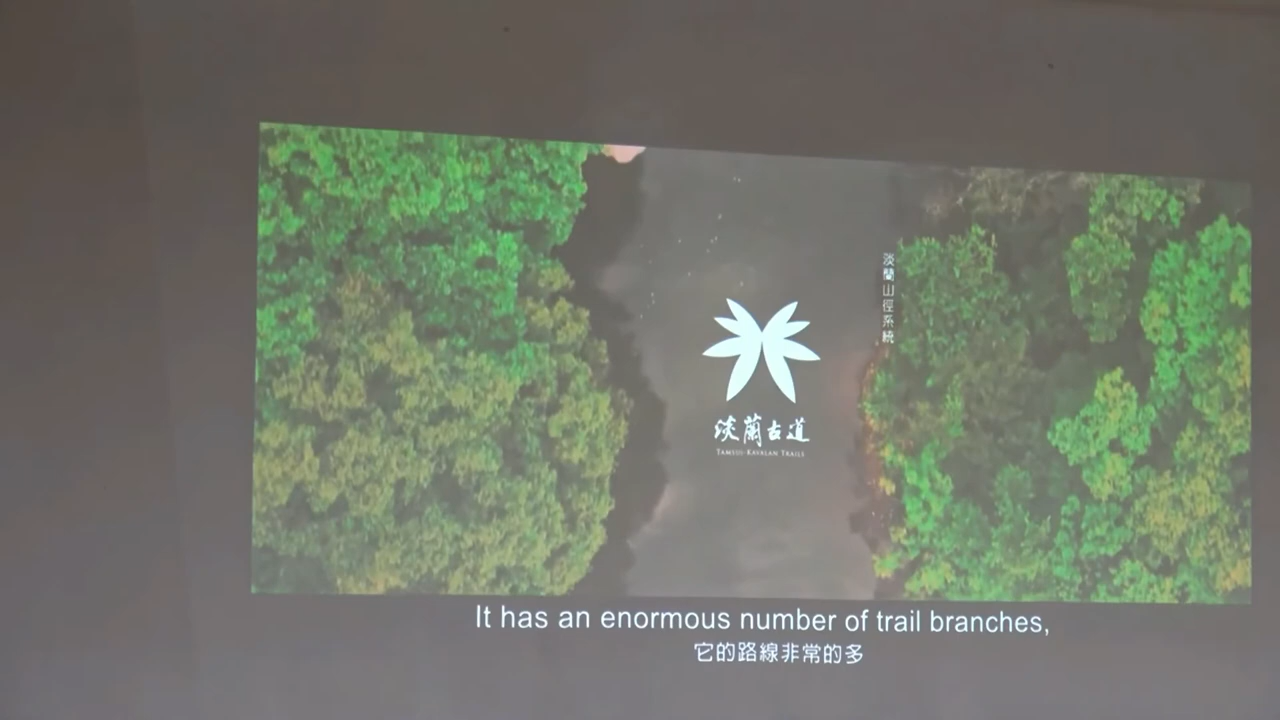 淡蘭山徑系統
淡蘭古道
TAMSUI-KAVALAN TRAILS
It has an enormous number of trail branches,
它的路線非常的多